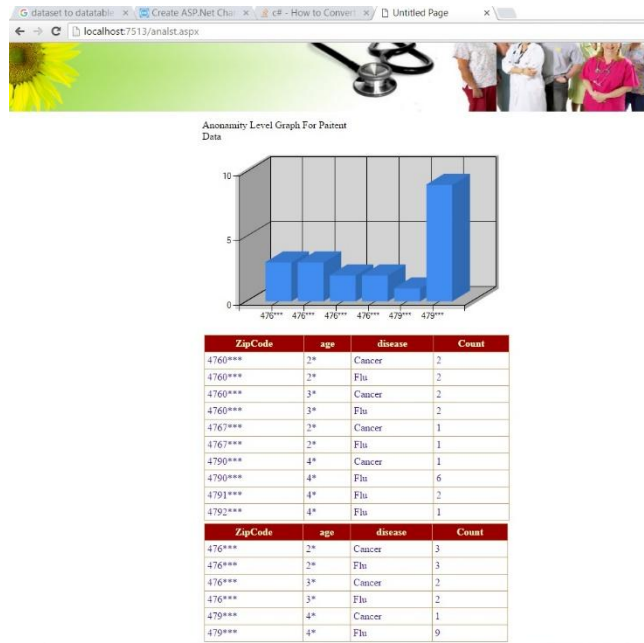 G dataset to datatable
Create ASP.Net Char
c# - How to Convert
Untitled Page
localhost:7513/analst.aspx
Anonamity Level Graph For Paitent
Data
10
5
0
476*** 476*** 476*** 476*** 479*** 479***
ZipCode age disease Count
4760*** 2* Cancer 2
4760*** 2* Flu 2
4760*** 3* Cancer 2
4760*** 3* Flu 2
4767*** 2* Cancer 1
4767*** 2* Flu 1
4790*** 4* Cancer 1
4790*** 4* Flu 6
4791*** 4* Flu 2
4792*** 4* Flu 1
ZipCode age disease Count
476*** 2* Cancer 3
476*** 2* Flu 3
476*** 3* Cancer 2
476*** 3* Flu 2
479*** 4* Cancer 1
479*** 4* Flu 9